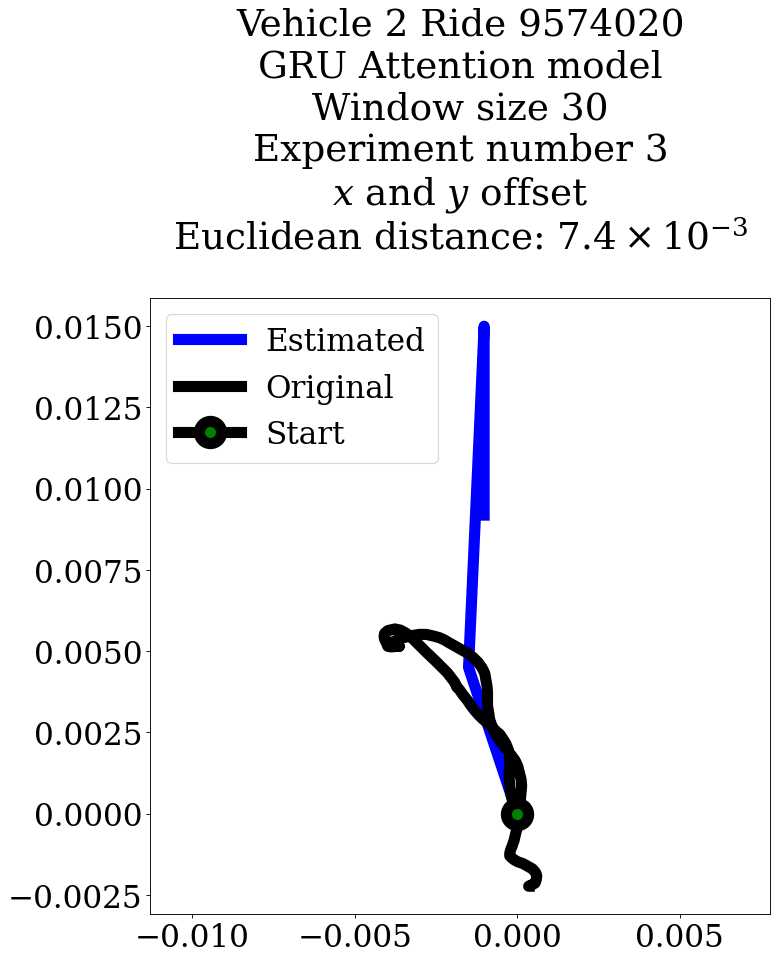 Vehicle 2 Ride 9574020
GRU Attention model
Window size 30
Experiment number 3
x and y offset
Euclidean distance: 7.4 × 10⁻³
Estimated
Original
Start
0.0150
0.0125
0.0100
0.0075
0.0050
0.0025
0.0000
−0.0025
−0.010 −0.005 0.000 0.005